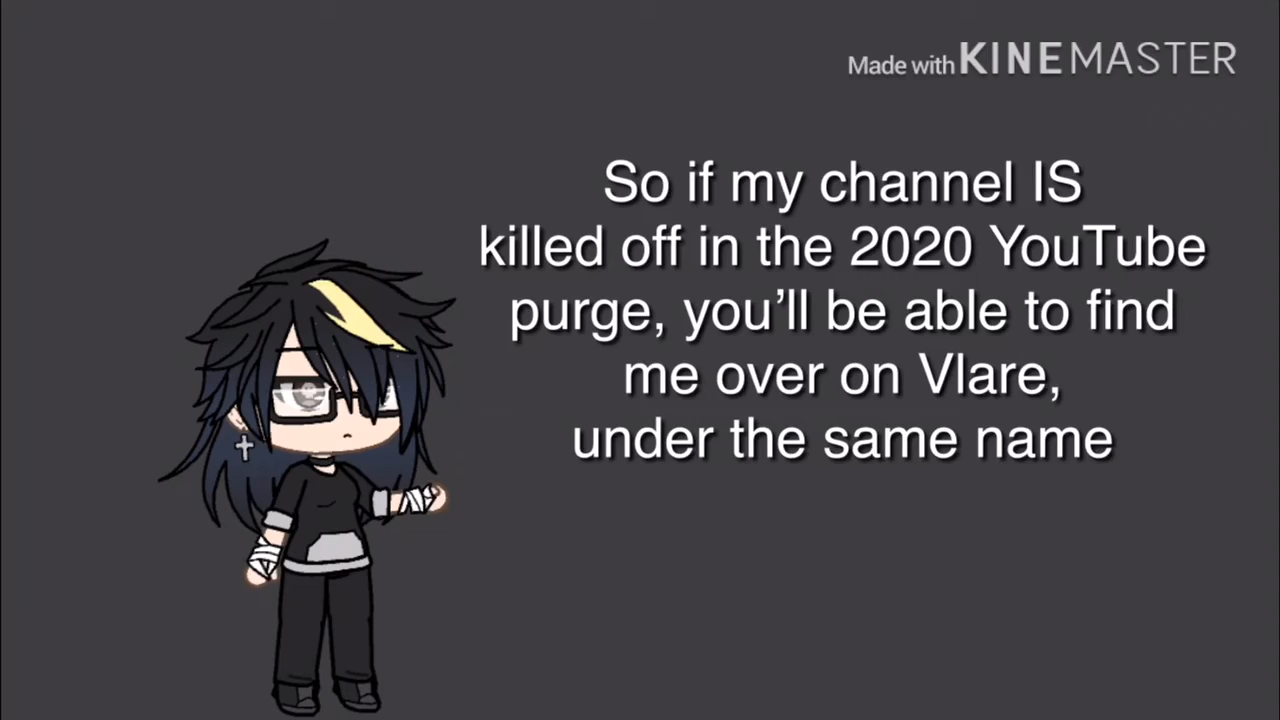 Made with KINEMASTER
So if my channel IS
killed off in the 2020 YouTube
purge, you’ll be able to find
me over on Vlare,
under the same name